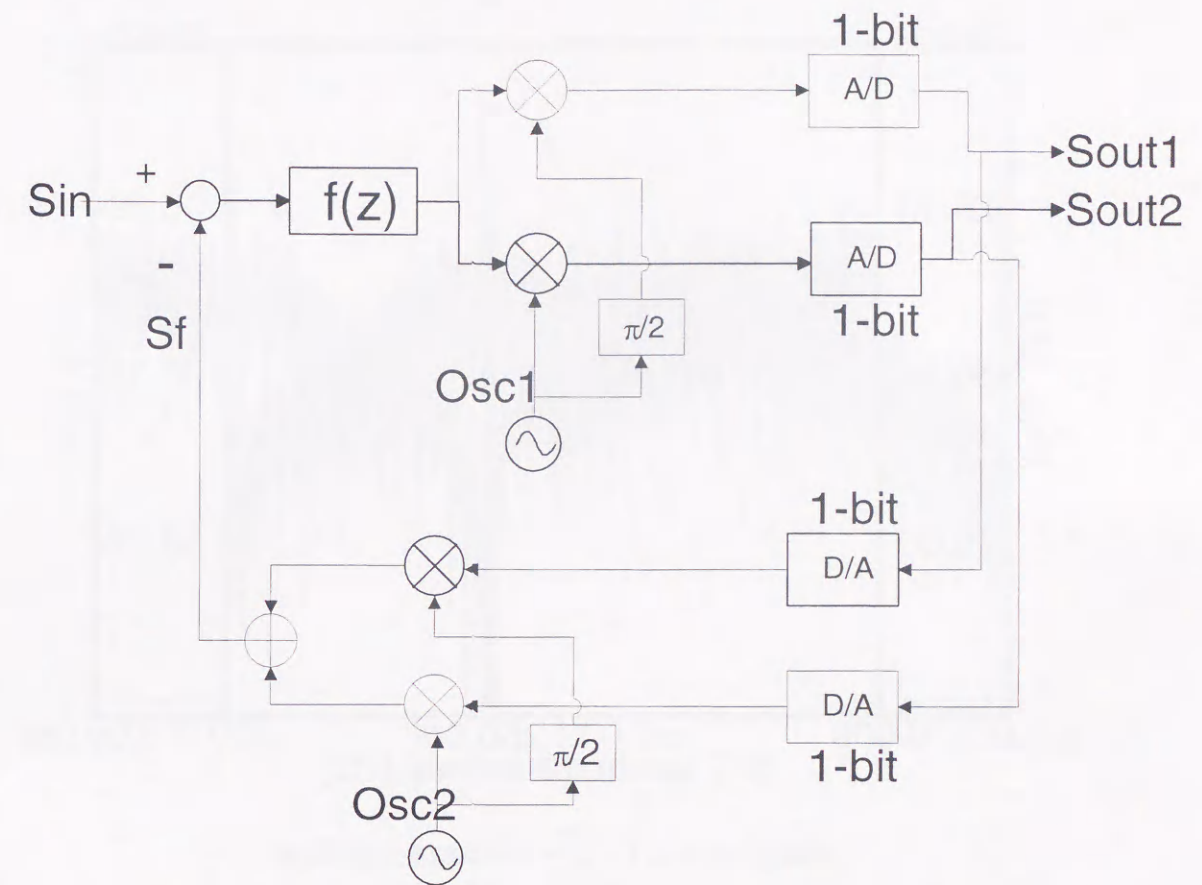 1-bit
A/D
Sout1
+
Sin
f(z)
Sout2
A/D
-
1-bit
π/2
Sf
Osc1
1-bit
D/A
D/A
π/2
1-bit
Osc2